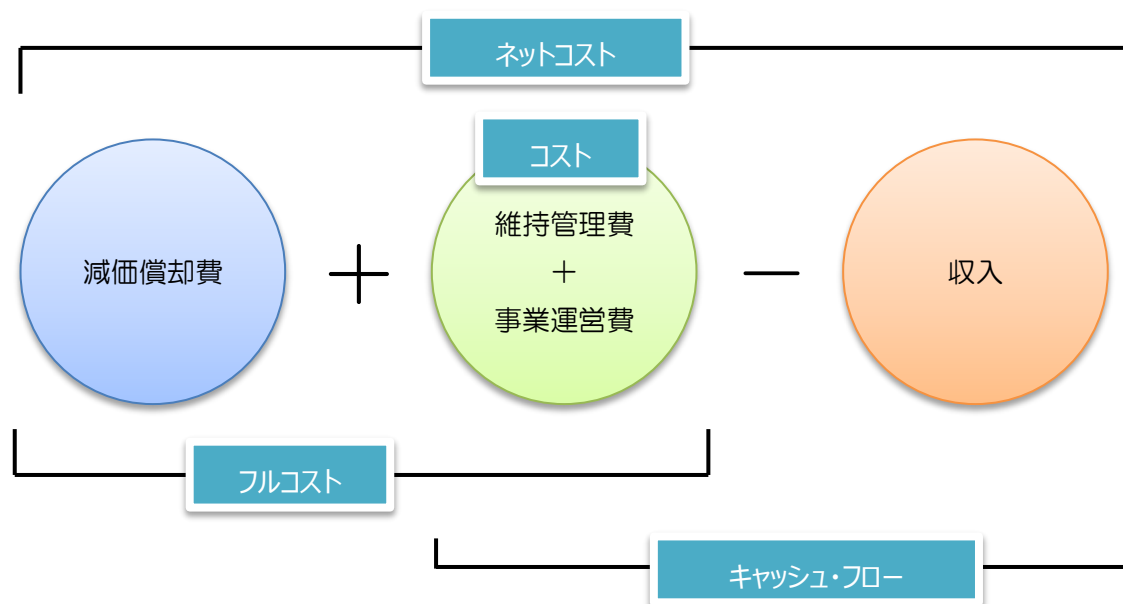 ネットコスト
コスト
減価償却費
＋
維持管理費
＋
事業運営費
－
収入
フルコスト
キャッシュ・フロー